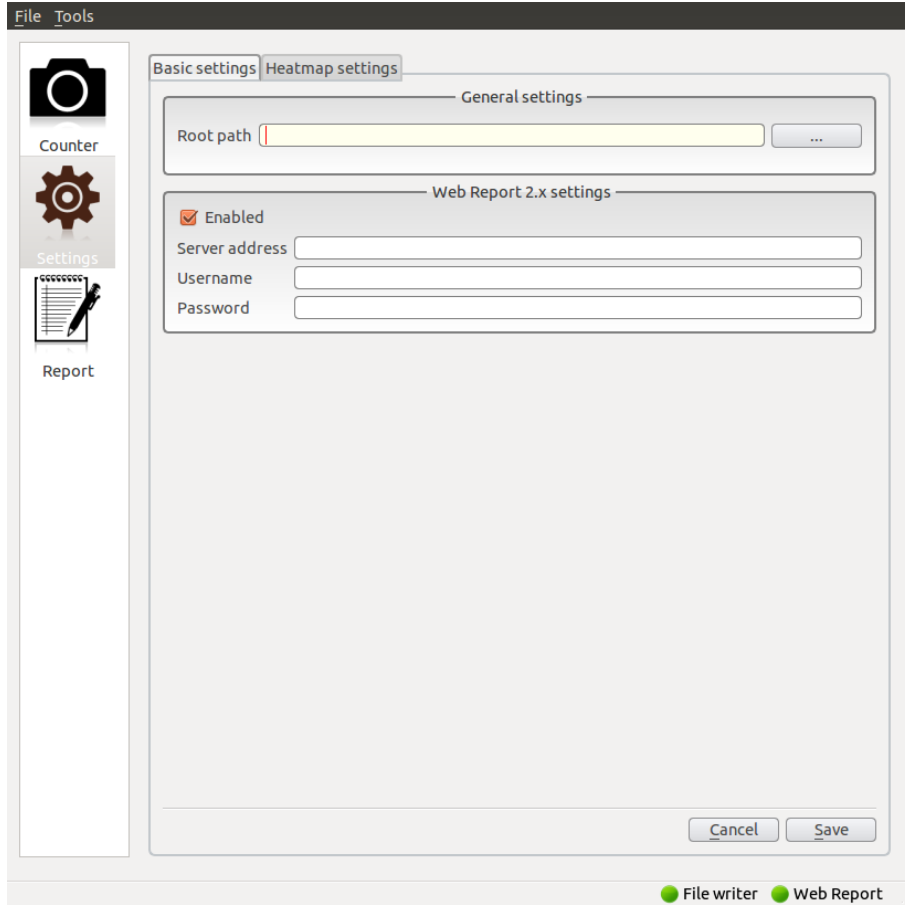 File Tools
Counter
Settings
Report
Basic settings Heatmap settings
General settings
Root path ...
Web Report 2.x settings
Enabled
Server address
Username
Password
Cancel Save
File writer Web Report